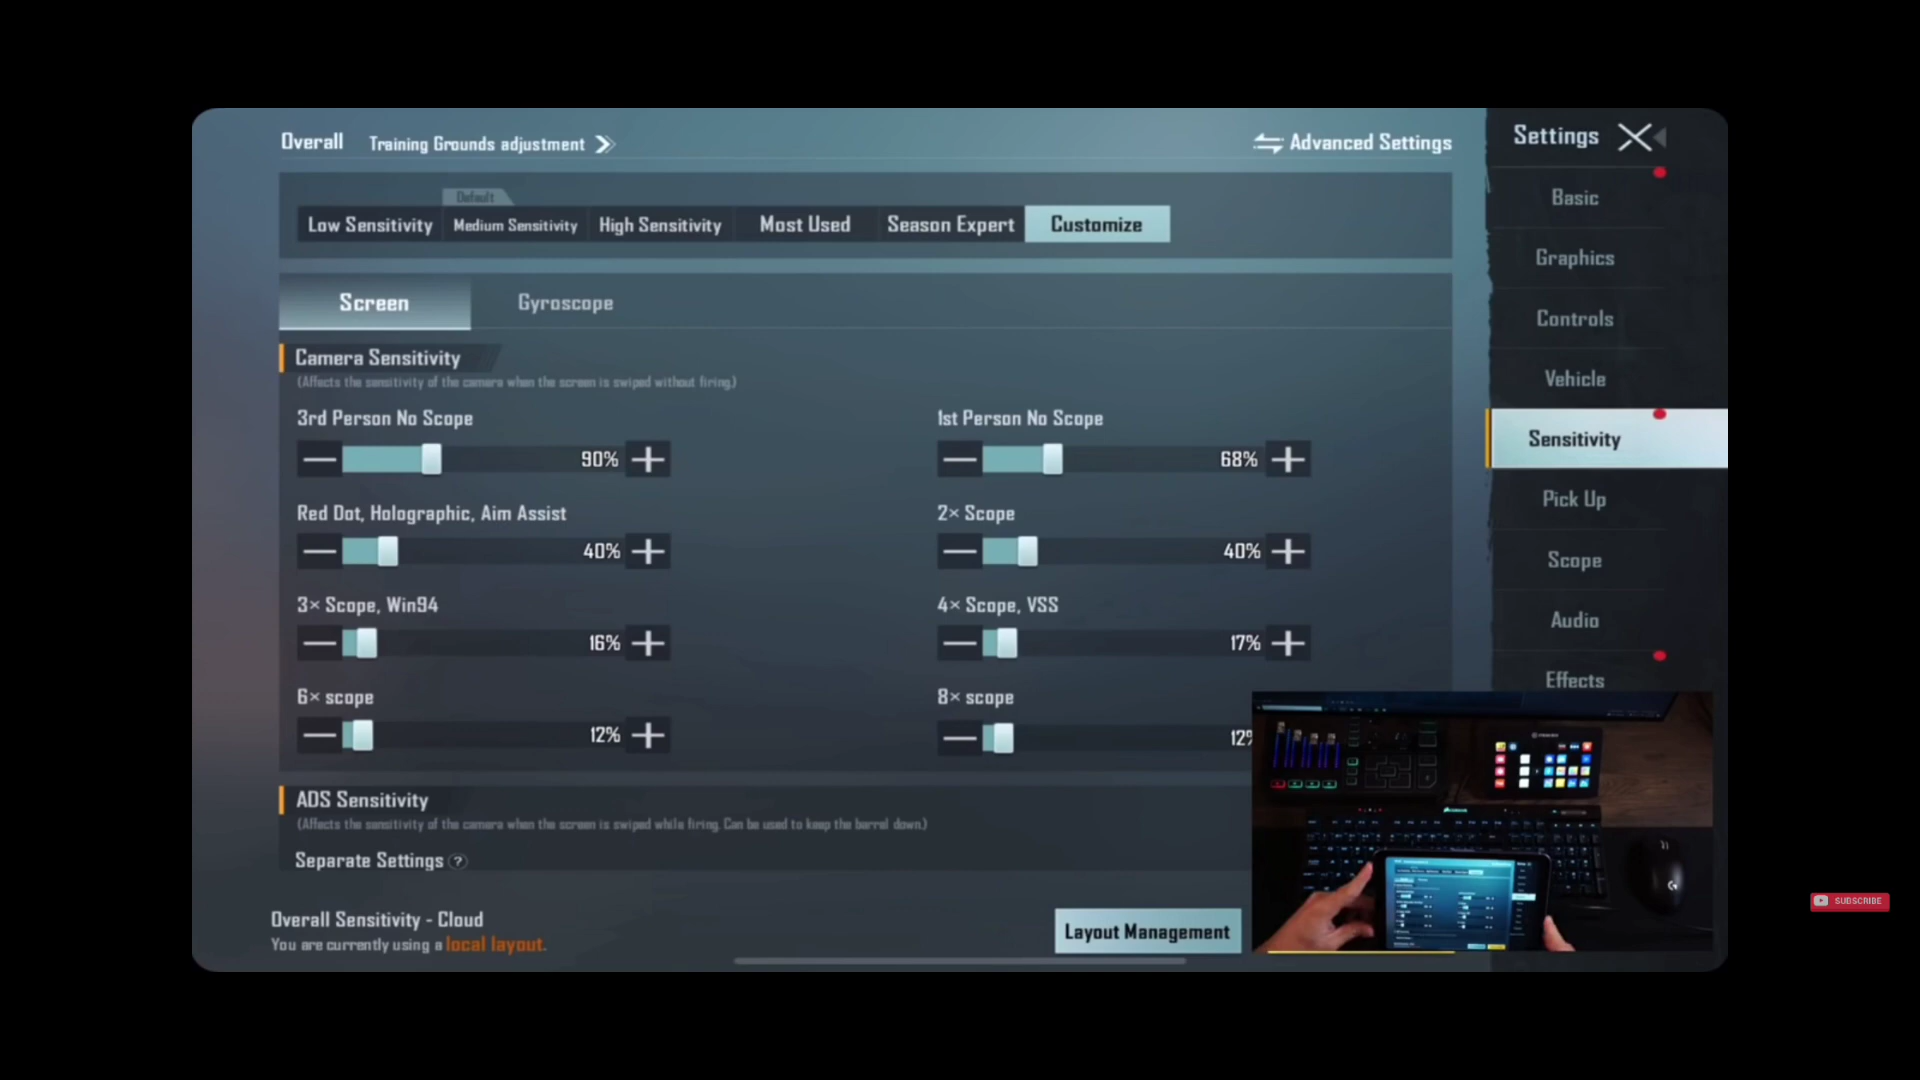 Overall Training Grounds adjustment
Advanced Settings
Default
Low Sensitivity
Medium Sensitivity
High Sensitivity
Most Used
Season Expert
Customize
Screen
Gyroscope
Camera Sensitivity
(Affects the sensitivity of the camera when the screen is swiped without firing.)
3rd Person No Scope
90%
1st Person No Scope
68%
Red Dot, Holographic, Aim Assist
40%
2× Scope
40%
3× Scope, Win94
16%
4× Scope, VSS
17%
6× scope
12%
8× scope
12%
ADS Sensitivity
(Affects the sensitivity of the camera when the screen is swiped while firing. Can be used to keep the barrel down.)
Separate Settings ?
Overall Sensitivity - Cloud
You are currently using a local layout.
Layout Management
Settings
Basic
Graphics
Controls
Vehicle
Sensitivity
Pick Up
Scope
Audio
Effects
SUBSCRIBE